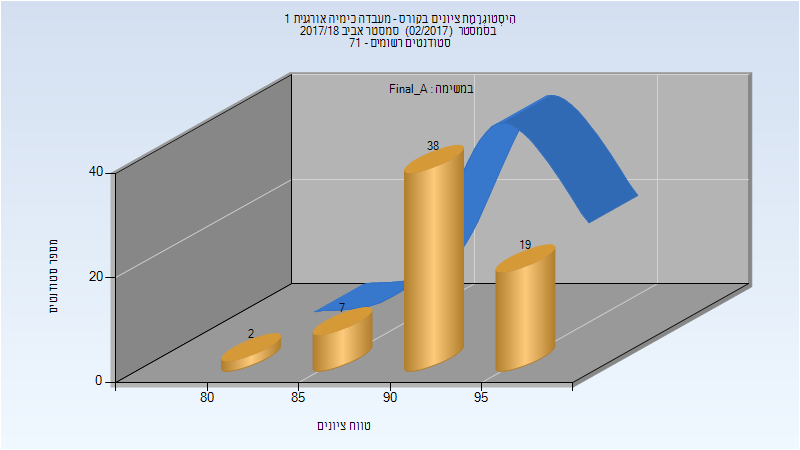 היסטוגרמת ציונים בקורס - מעבדה כימיה אורגנית 1
בסמסטר (02/2017) סמסטר אביב 2017/18
סטודנטים רשומים - 71
במשימה : Final_A
38
19
7
2
40
20
0
80
85
90
95
מספר סטודנטים
טווח ציונים